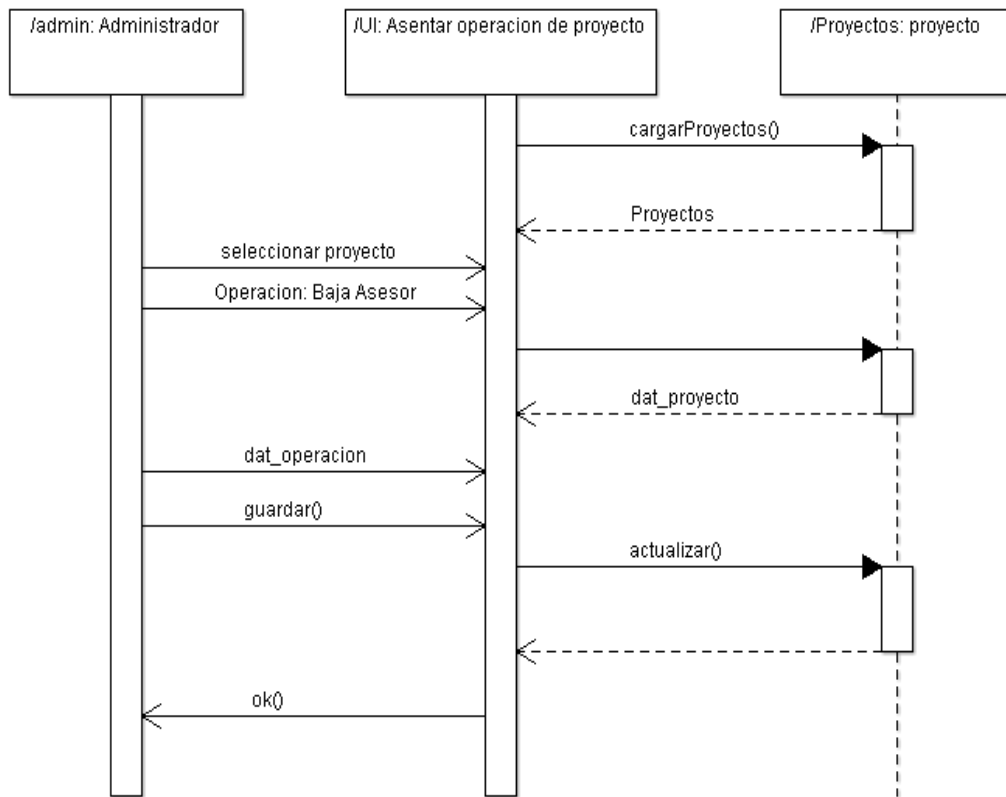 /admin: Administrador
/UI: Asentar operacion de proyecto
/Proyectos: proyecto
cargarProyectos()
Proyectos
seleccionar proyecto
Operacion: Baja Asesor
dat_proyecto
dat_operacion
guardar()
actualizar()
ok()